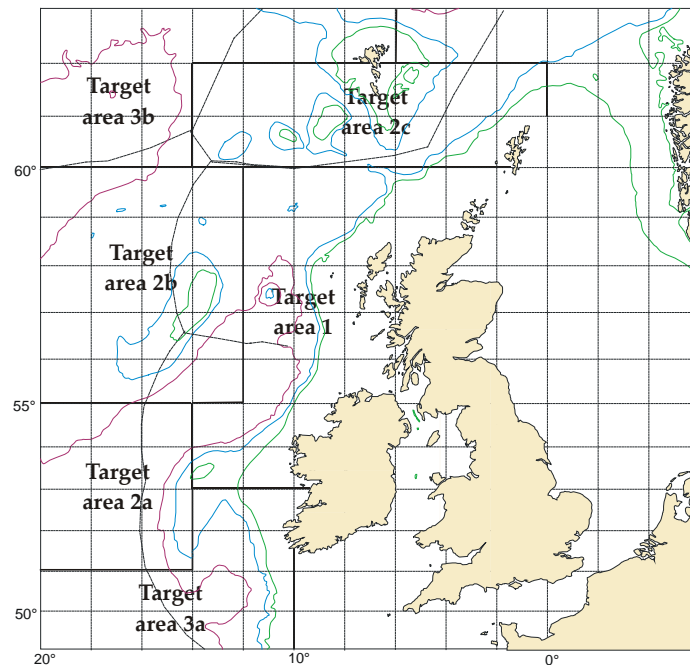 Target
area 3b
Target
area 2c
60°
Target
area 2b
Target
area 1
55°
Target
area 2a
Target
area 3a
50°
20°
10°
0°